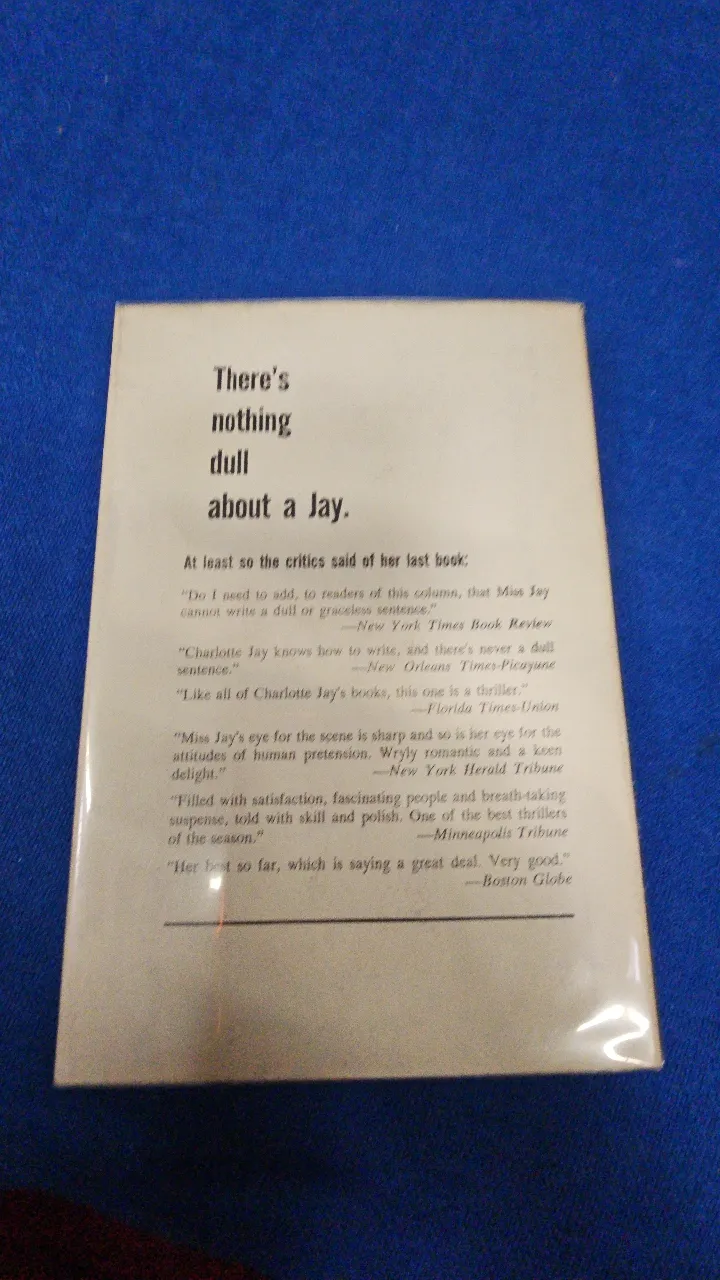 There's
nothing
dull
about a Jay.
At least so the critics said of her last book:
"Do I need to add, to readers of this column, that Miss Jay
cannot write a dull or graceless sentence."
—New York Times Book Review
"Charlotte Jay knows how to write, and there's never a dull
sentence." —New Orleans Times-Picayune
"Like all of Charlotte Jay's books, this one is a thriller."
—Florida Times-Union
"Miss Jay's eye for the scene is sharp and so is her eye for the
attitudes of human pretension. Wryly romantic and a keen
delight." —New York Herald Tribune
"Filled with satisfaction, fascinating people and breath-taking
suspense, told with skill and polish. One of the best thrillers
of the season." —Minneapolis Tribune
"Her best so far, which is saying a great deal. Very good."
—Boston Globe